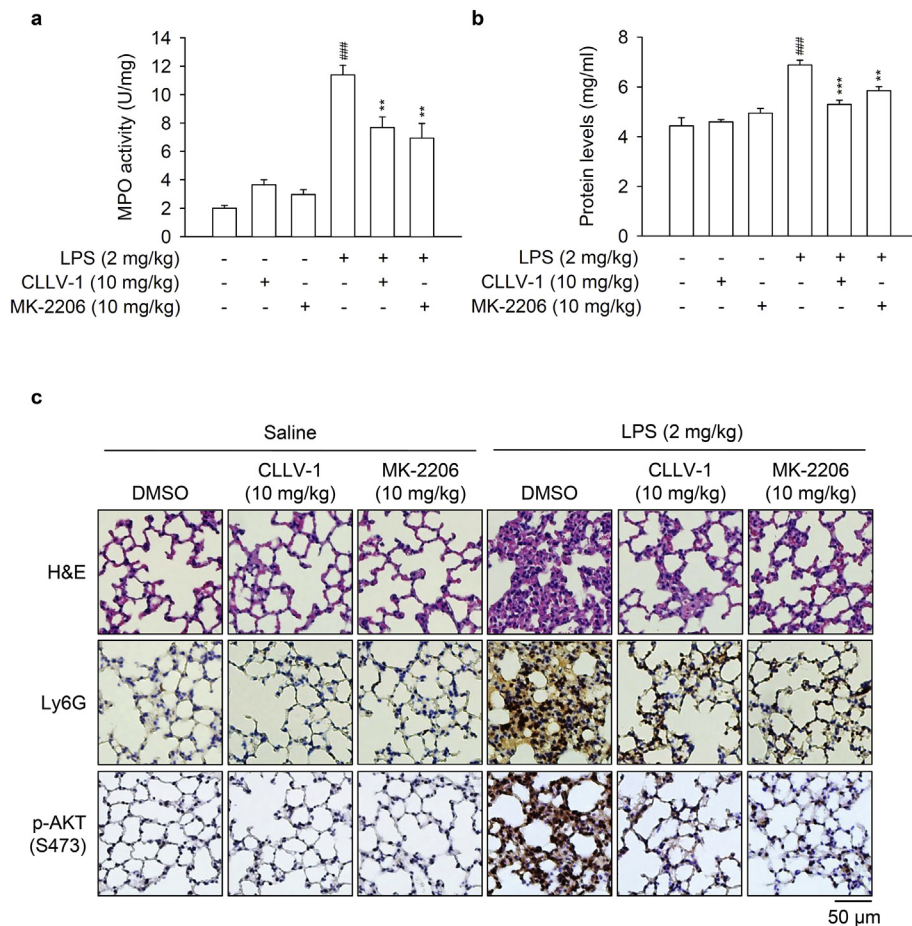 a
MPO activity (U/mg)
14
12
10
8
6
4
2
0
###
**
**
LPS (2 mg/kg) - - - + + +
CLLV-1 (10 mg/kg) - + - - + -
MK-2206 (10 mg/kg) - - + - - +
b
Protein levels (mg/ml)
8
6
4
2
0
###
***
**
LPS (2 mg/kg) - - - + + +
CLLV-1 (10 mg/kg) - + - - + -
MK-2206 (10 mg/kg) - - + - - +
c
Saline
LPS (2 mg/kg)
DMSO
CLLV-1
(10 mg/kg)
MK-2206
(10 mg/kg)
DMSO
CLLV-1
(10 mg/kg)
MK-2206
(10 mg/kg)
H&E
Ly6G
p-AKT
(S473)
50 μm